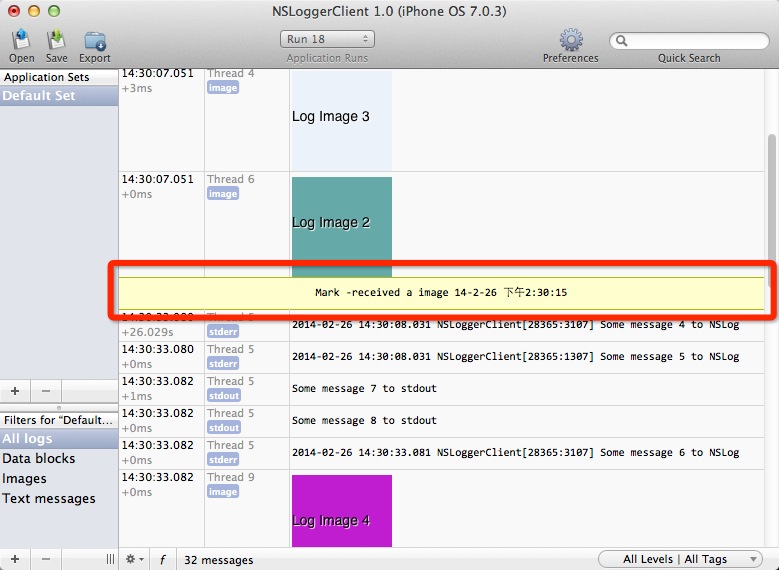 NSLoggerClient 1.0 (iPhone OS 7.0.3)
Open Save Export
Run 18
Application Runs
Preferences
Quick Search
Application Sets
Default Set
14:30:07.051 Thread 4
+3ms image
Log Image 3
14:30:07.051 Thread 6
+0ms image
Log Image 2
Mark -received a image 14-2-26 下午2:30:15
+26.029s stderr 2014-02-26 14:30:08.031 NSLoggerClient[28365:3107] Some message 4 to NSLog
14:30:33.080 Thread 5
+0ms stderr 2014-02-26 14:30:08.031 NSLoggerClient[28365:1307] Some message 5 to NSLog
14:30:33.082 Thread 5
+1ms stdout Some message 7 to stdout
14:30:33.082 Thread 5
+0ms stdout Some message 8 to stdout
14:30:33.082 Thread 5
+0ms stderr 2014-02-26 14:30:33.081 NSLoggerClient[28365:3107] Some message 6 to NSLog
14:30:33.082 Thread 9
+0ms image
Log Image 4
Filters for "Default...
All logs
Data blocks
Images
Text messages
f 32 messages
All Levels | All Tags